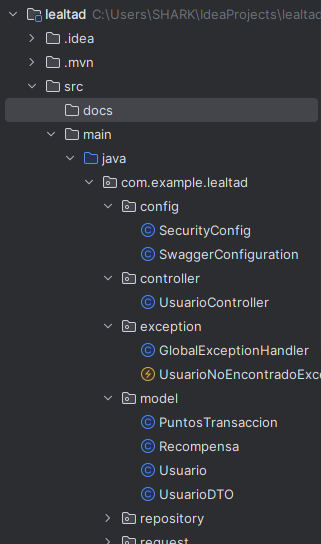 lealtad C:\Users\SHARK\IdeaProjects\lealtad
.idea
.mvn
src
docs
main
java
com.example.lealtad
config
SecurityConfig
SwaggerConfiguration
controller
UsuarioController
exception
GlobalExceptionHandler
UsuarioNoEncontradoExce
model
PuntosTransaccion
Recompensa
Usuario
UsuarioDTO
repository
request